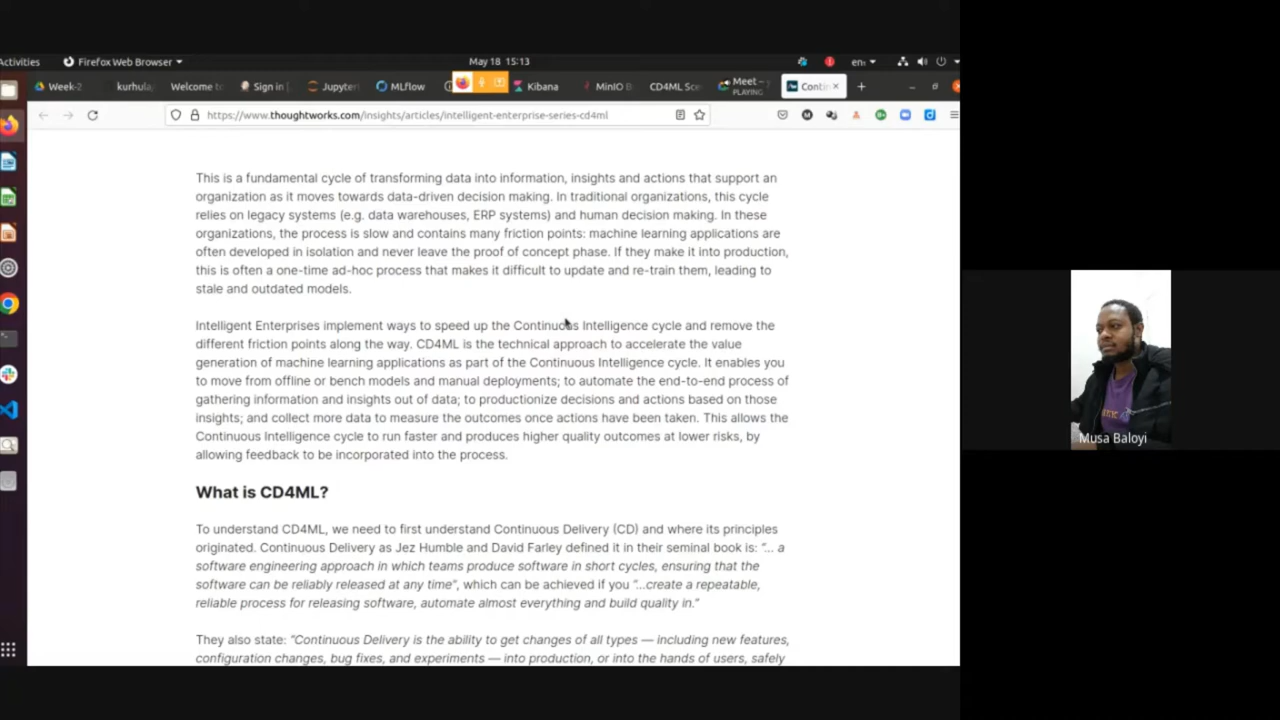 Activities
Firefox Web Browser
May 18 15:13
en
Week-2
kurhula
Welcome to
Sign in
Jupyter
MLflow
Kibana
MinIO B
CD4ML Sce
Meet –
PLAYING
Contin
https://www.thoughtworks.com/insights/articles/intelligent-enterprise-series-cd4ml
This is a fundamental cycle of transforming data into information, insights and actions that support an
organization as it moves towards data-driven decision making. In traditional organizations, this cycle
relies on legacy systems (e.g. data warehouses, ERP systems) and human decision making. In these
organizations, the process is slow and contains many friction points: machine learning applications are
often developed in isolation and never leave the proof of concept phase. If they make it into production,
this is often a one-time ad-hoc process that makes it difficult to update and re-train them, leading to
stale and outdated models.
Intelligent Enterprises implement ways to speed up the Continuous Intelligence cycle and remove the
different friction points along the way. CD4ML is the technical approach to accelerate the value
generation of machine learning applications as part of the Continuous Intelligence cycle. It enables you
to move from offline or bench models and manual deployments; to automate the end-to-end process of
gathering information and insights out of data; to productionize decisions and actions based on those
insights; and collect more data to measure the outcomes once actions have been taken. This allows the
Continuous Intelligence cycle to run faster and produces higher quality outcomes at lower risks, by
allowing feedback to be incorporated into the process.
Musa Baloyi
What is CD4ML?
To understand CD4ML, we need to first understand Continuous Delivery (CD) and where its principles
originated. Continuous Delivery as Jez Humble and David Farley defined it in their seminal book is: “... a
software engineering approach in which teams produce software in short cycles, ensuring that the
software can be reliably released at any time”, which can be achieved if you “...create a repeatable,
reliable process for releasing software, automate almost everything and build quality in.”
They also state: “Continuous Delivery is the ability to get changes of all types — including new features,
configuration changes, bug fixes, and experiments — into production, or into the hands of users, safely